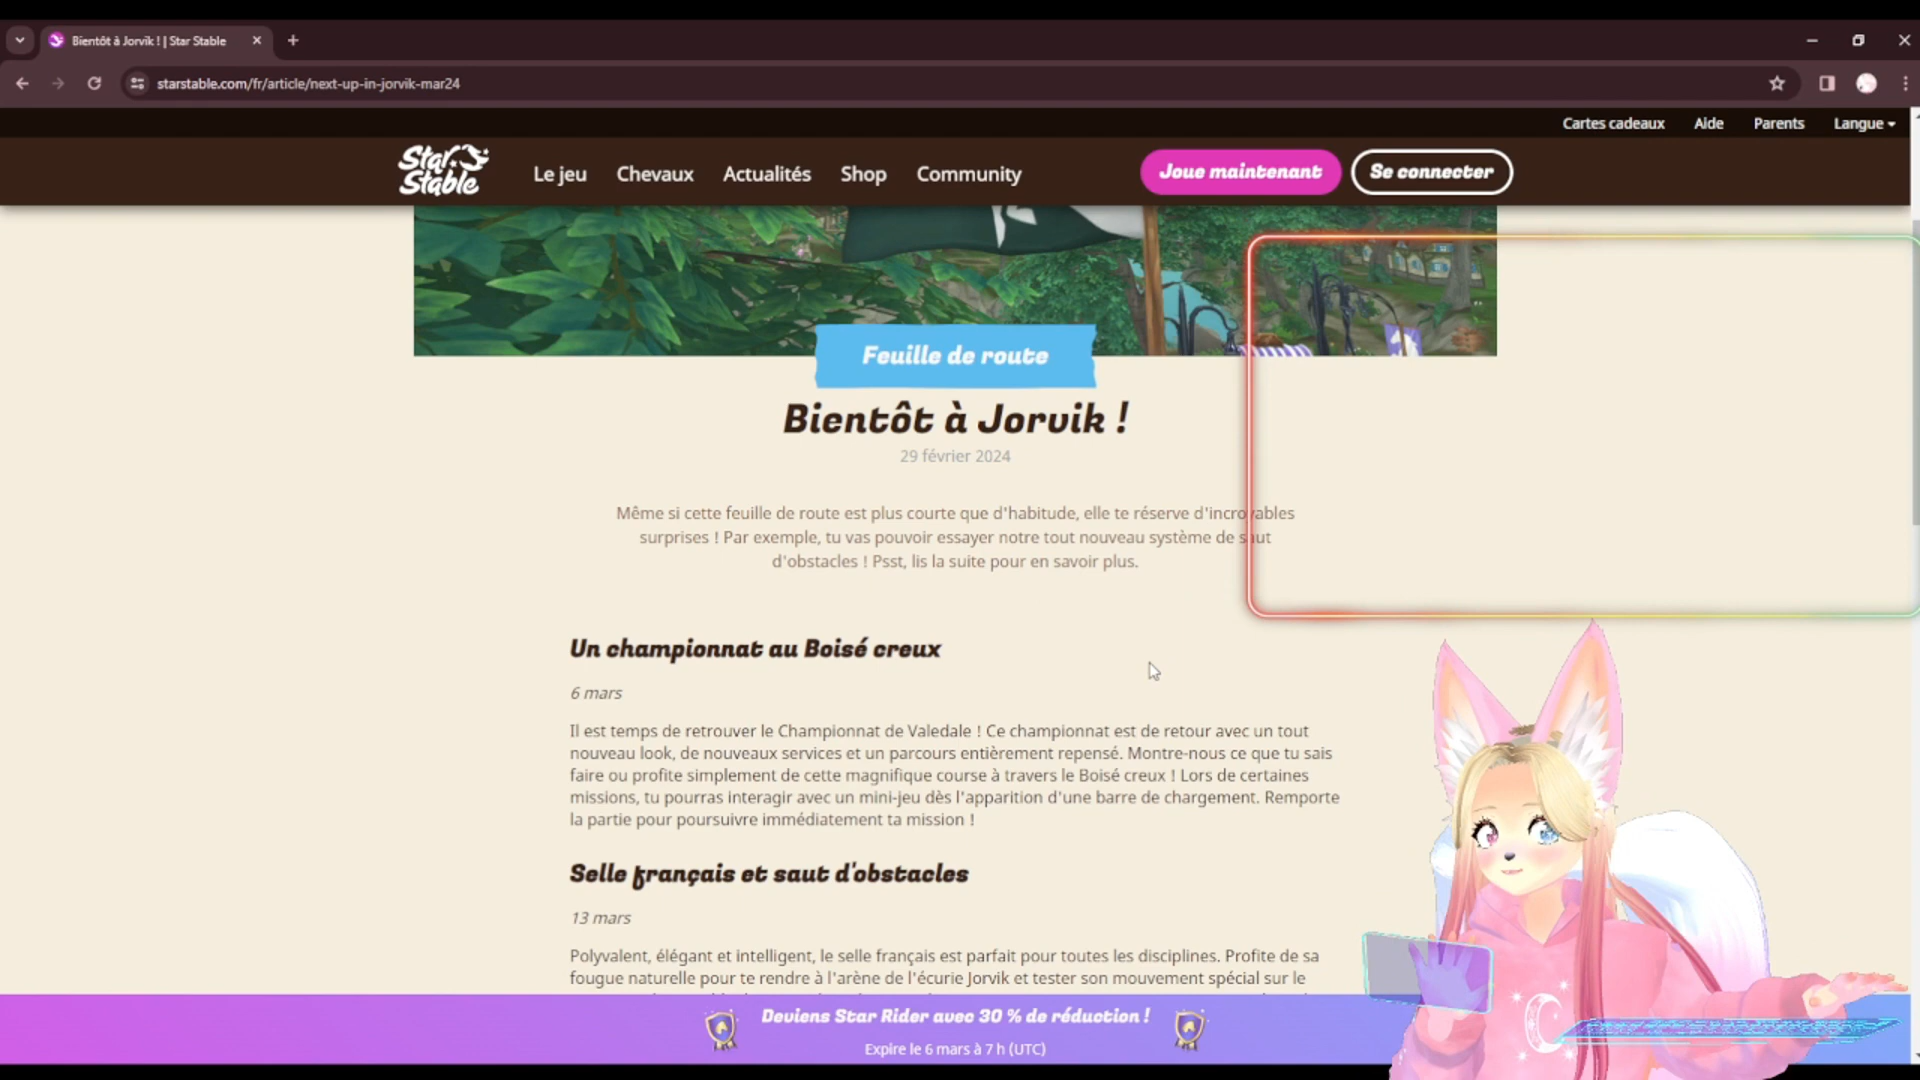 Bientôt à Jorvik ! | Star Stable
starstable.com/fr/article/next-up-in-jorvik-mar24
Cartes cadeaux Aide Parents Langue
Star Stable
Le jeu Chevaux Actualités Shop Community Joue maintenant Se connecter
Feuille de route
Bientôt à Jorvik !
29 février 2024
Même si cette feuille de route est plus courte que d'habitude, elle te réserve d'incroyables
surprises ! Par exemple, tu vas pouvoir essayer notre tout nouveau système de saut
d'obstacles ! Psst, lis la suite pour en savoir plus.
Un championnat au Boisé creux
6 mars
Il est temps de retrouver le Championnat de Valedale ! Ce championnat est de retour avec un tout
nouveau look, de nouveaux services et un parcours entièrement repensé. Montre-nous ce que tu sais
faire ou profite simplement de cette magnifique course à travers le Boisé creux ! Lors de certaines
missions, tu pourras interagir avec un mini-jeu dès l'apparition d'une barre de chargement. Remporte
la partie pour poursuivre immédiatement ta mission !
Selle français et saut d'obstacles
13 mars
Polyvalent, élégant et intelligent, le selle français est parfait pour toutes les disciplines. Profite de sa
fougue naturelle pour te rendre à l'arène de l'écurie Jorvik et tester son mouvement spécial sur le
Deviens Star Rider avec 30 % de réduction !
Expire le 6 mars à 7 h (UTC)